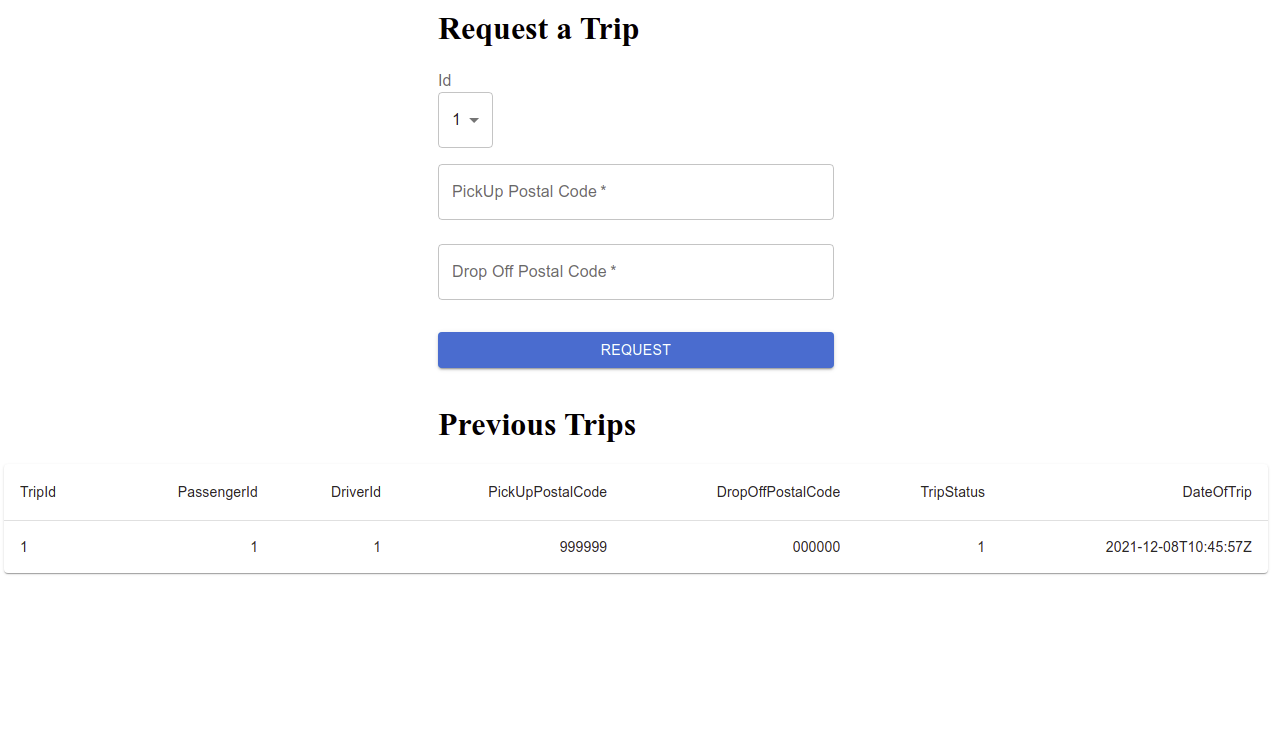 Request a Trip
Id
1
PickUp Postal Code *
Drop Off Postal Code *
REQUEST
Previous Trips
TripId PassengerId DriverId PickUpPostalCode DropOffPostalCode TripStatus DateOfTrip
1 1 1 999999 000000 1 2021-12-08T10:45:57Z